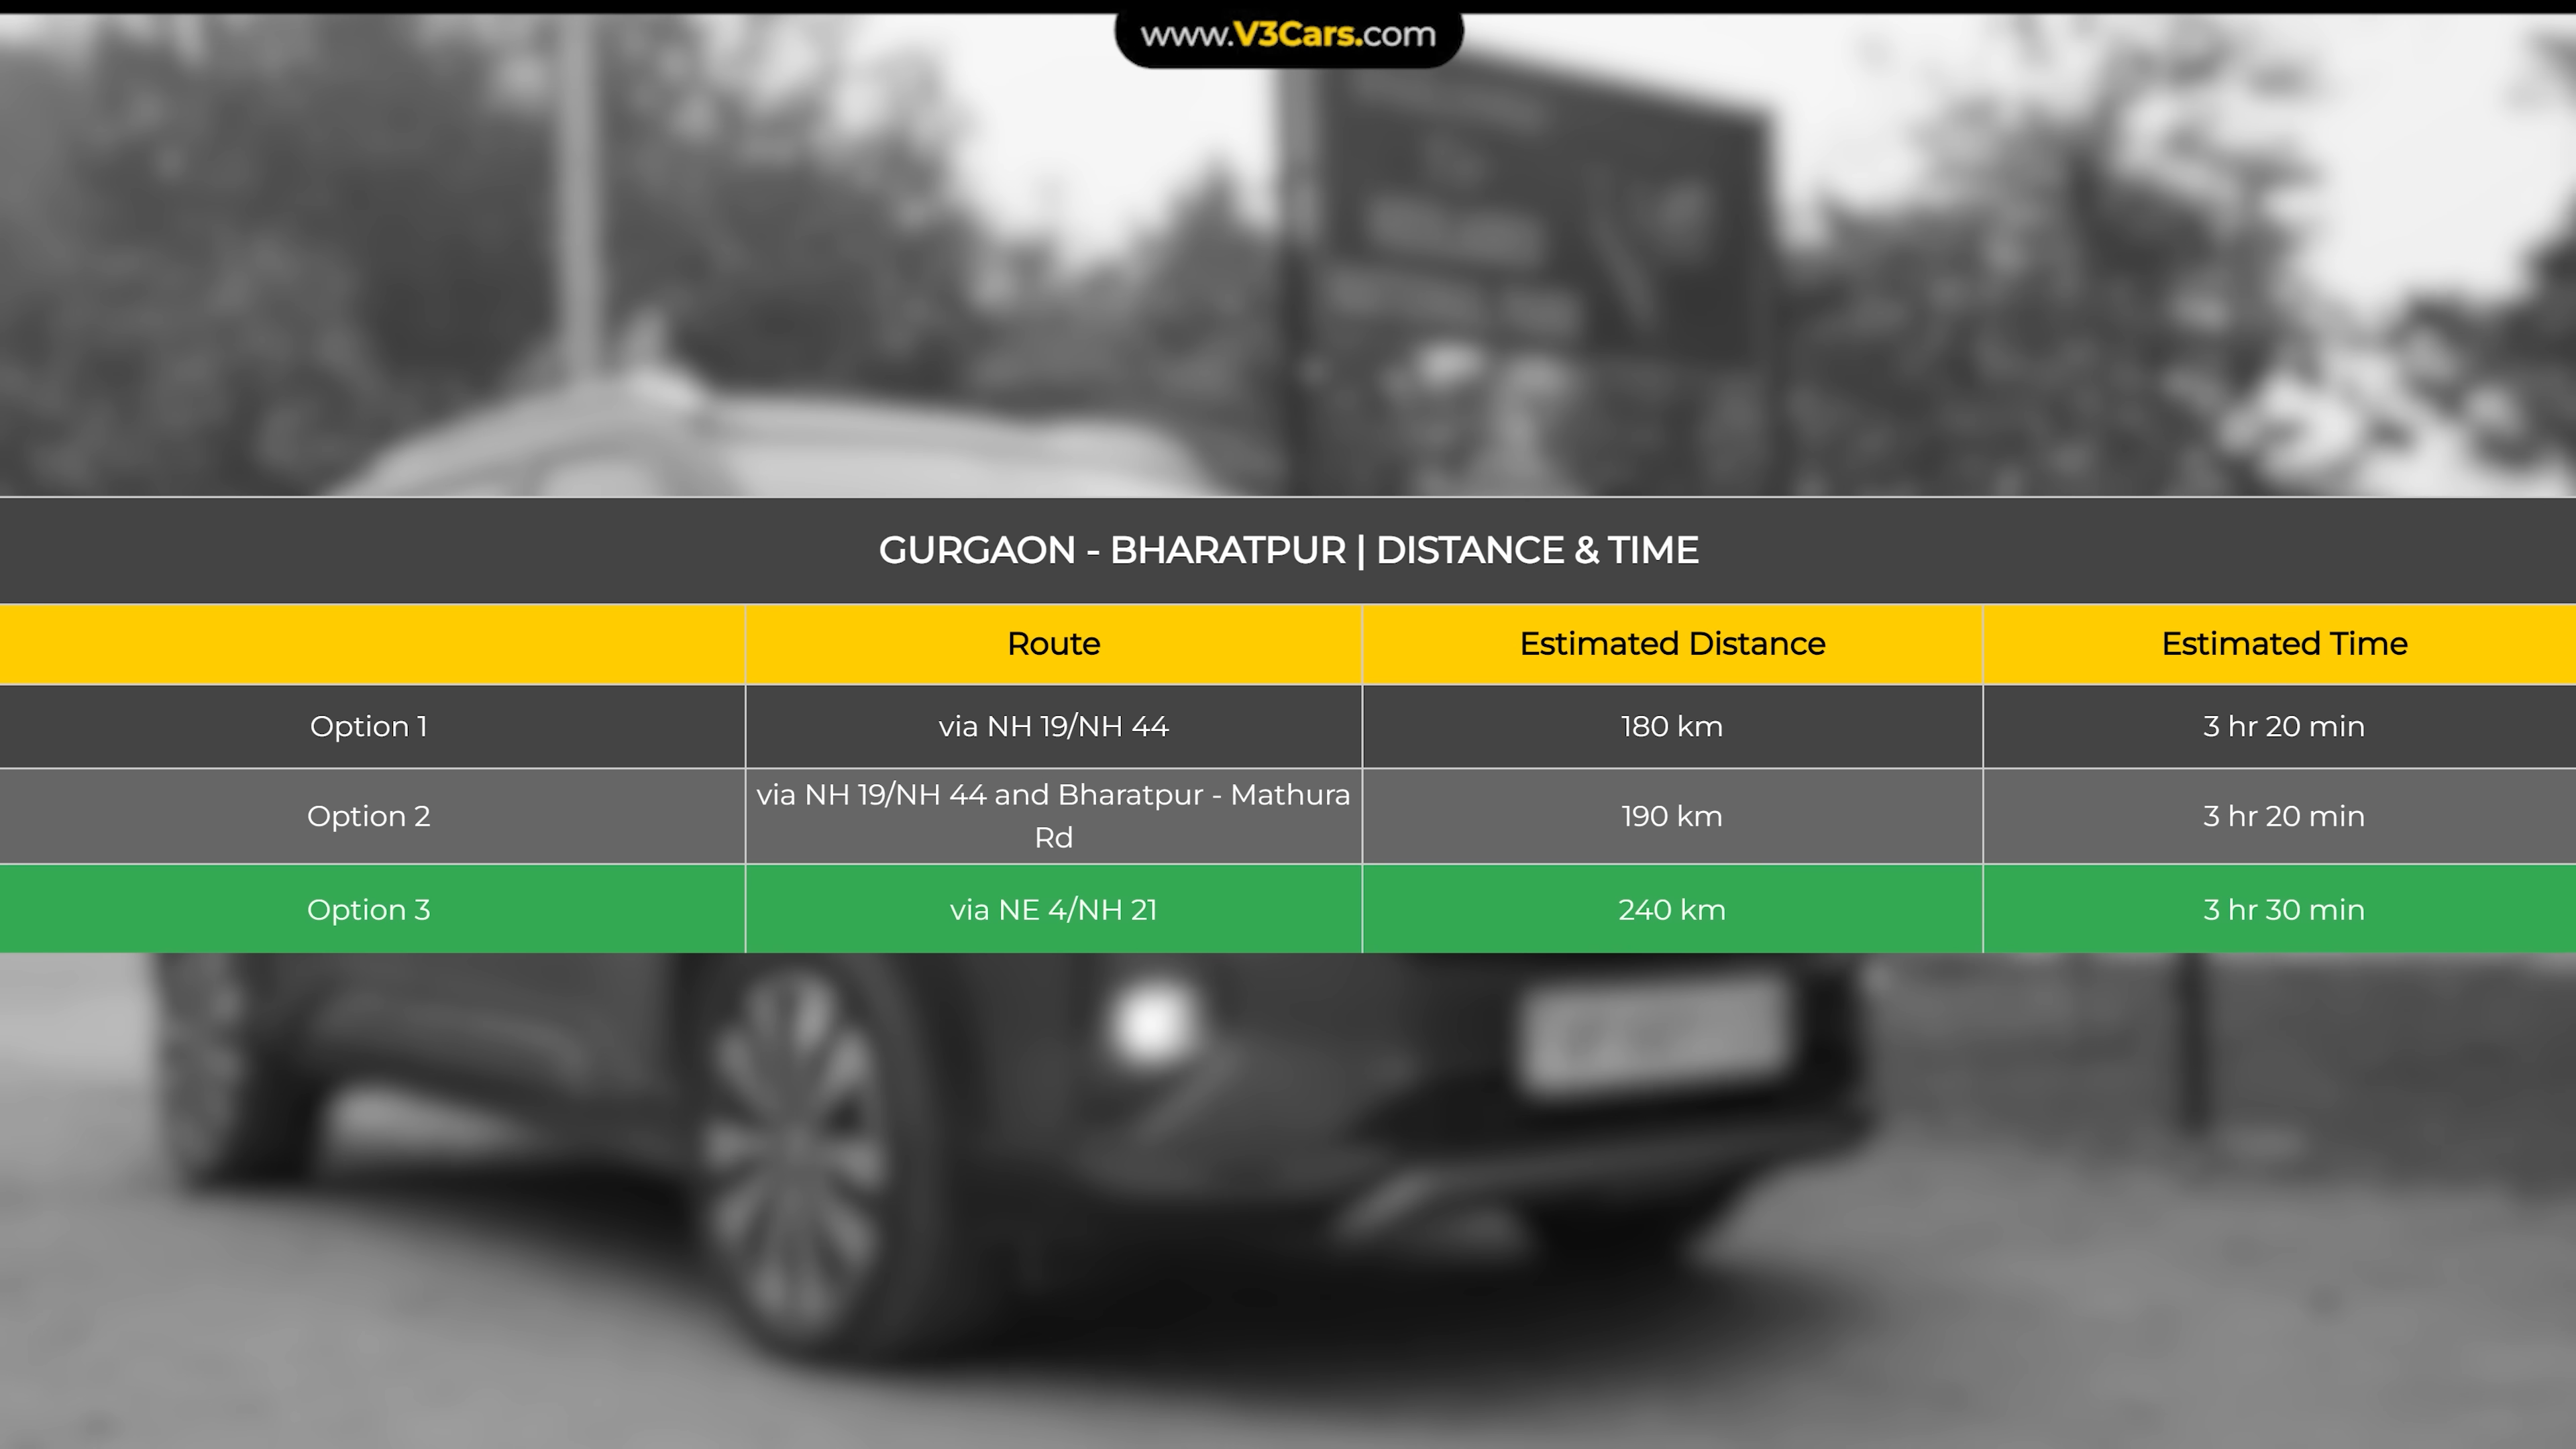 www.V3Cars.com
GURGAON - BHARATPUR | DISTANCE & TIME
Route Estimated Distance Estimated Time
Option 1 via NH 19/NH 44 180 km 3 hr 20 min
Option 2 via NH 19/NH 44 and Bharatpur - Mathura
Rd 190 km 3 hr 20 min
Option 3 via NE 4/NH 21 240 km 3 hr 30 min